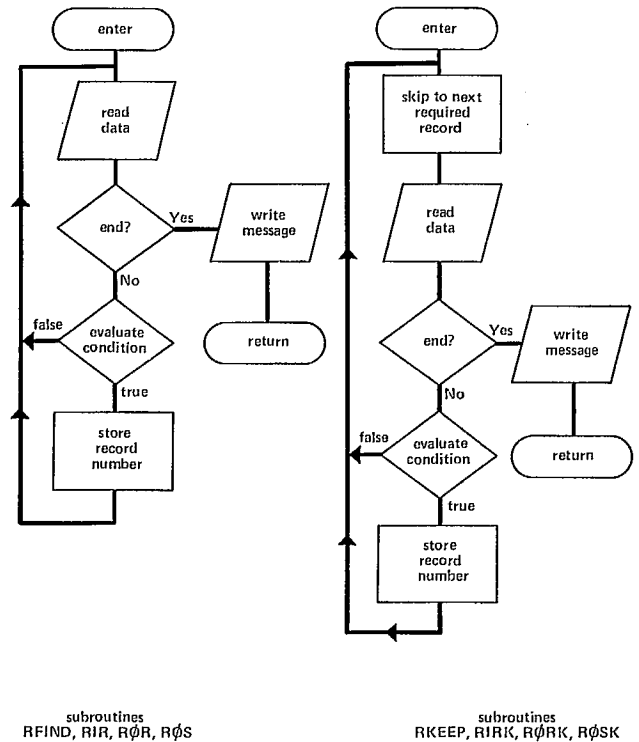 enter
read
data
end?
Yes
write
message
No
return
false
evaluate
condition
true
store
record
number
enter
skip to next
required
record
read
data
end?
Yes
write
message
No
return
false
evaluate
condition
true
store
record
number
subroutines
RFIND, RIR, RØR, RØS
subroutines
RKEEP, RIRK, RØRK, RØSK